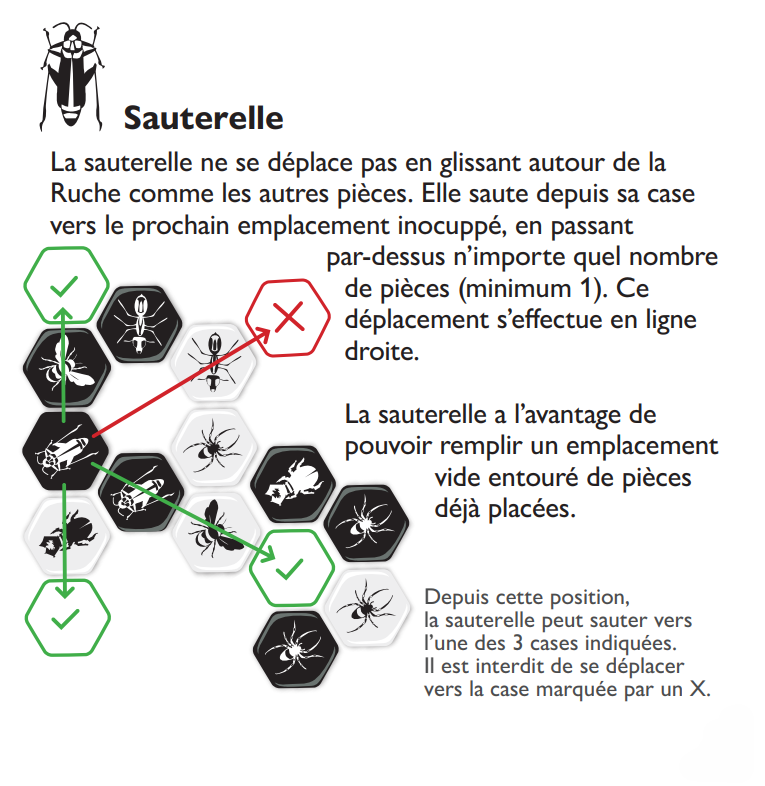 Sauterelle
La sauterelle ne se déplace pas en glissant autour de la
Ruche comme les autres pièces. Elle saute depuis sa case
vers le prochain emplacement inocuppé, en passant
par-dessus n’importe quel nombre
de pièces (minimum 1). Ce
déplacement s’effectue en ligne
droite.
La sauterelle a l’avantage de
pouvoir remplir un emplacement
vide entouré de pièces
déjà placées.
Depuis cette position,
la sauterelle peut sauter vers
l’une des 3 cases indiquées.
Il est interdit de se déplacer
vers la case marquée par un X.